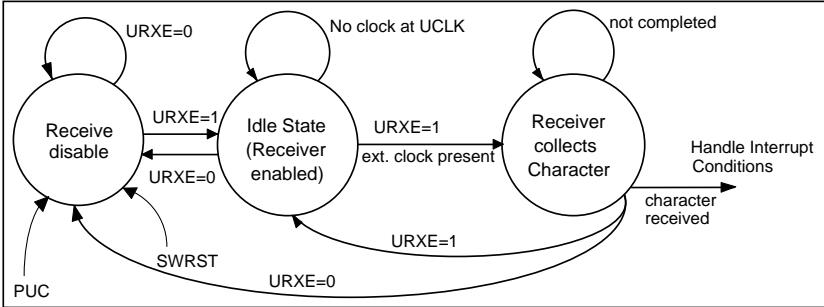 URXE=0
No clock at UCLK
not completed
Receive
disable
URXE=1
URXE=0
Idle State
(Receiver
enabled)
URXE=1
ext. clock present
Receiver
collects
Character
Handle Interrupt
Conditions
character
received
URXE=1
SWRST
URXE=0
PUC